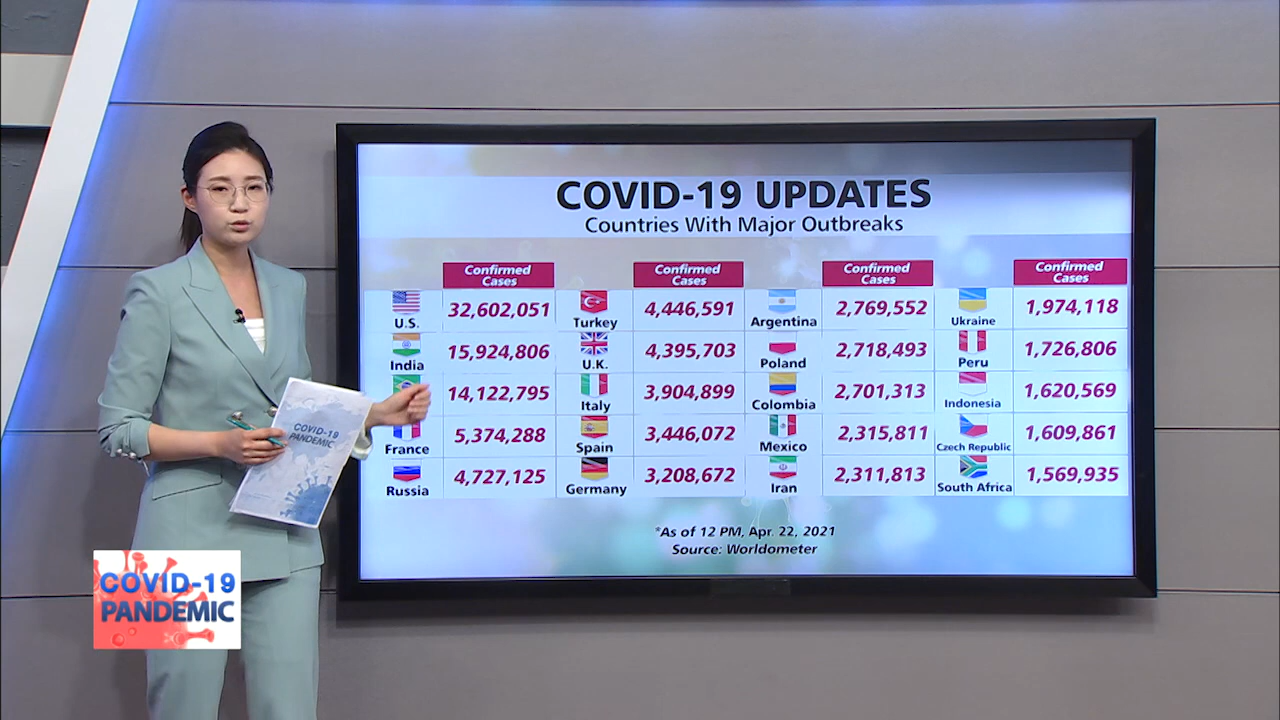 COVID-19 UPDATES
Countries With Major Outbreaks
Confirmed Cases Confirmed Cases Confirmed Cases Confirmed Cases
U.S. 32,602,051 Turkey 4,446,591 Argentina 2,769,552 Ukraine 1,974,118
India 15,924,806 U.K. 4,395,703 Poland 2,718,493 Peru 1,726,806
14,122,795 Italy 3,904,899 Colombia 2,701,313 Indonesia 1,620,569
France 5,374,288 Spain 3,446,072 Mexico 2,315,811 Czech Republic 1,609,861
Russia 4,727,125 Germany 3,208,672 Iran 2,311,813 South Africa 1,569,935
*As of 12 PM, Apr. 22, 2021
Source: Worldometer
COVID-19
PANDEMIC
COVID-19
PANDEMIC